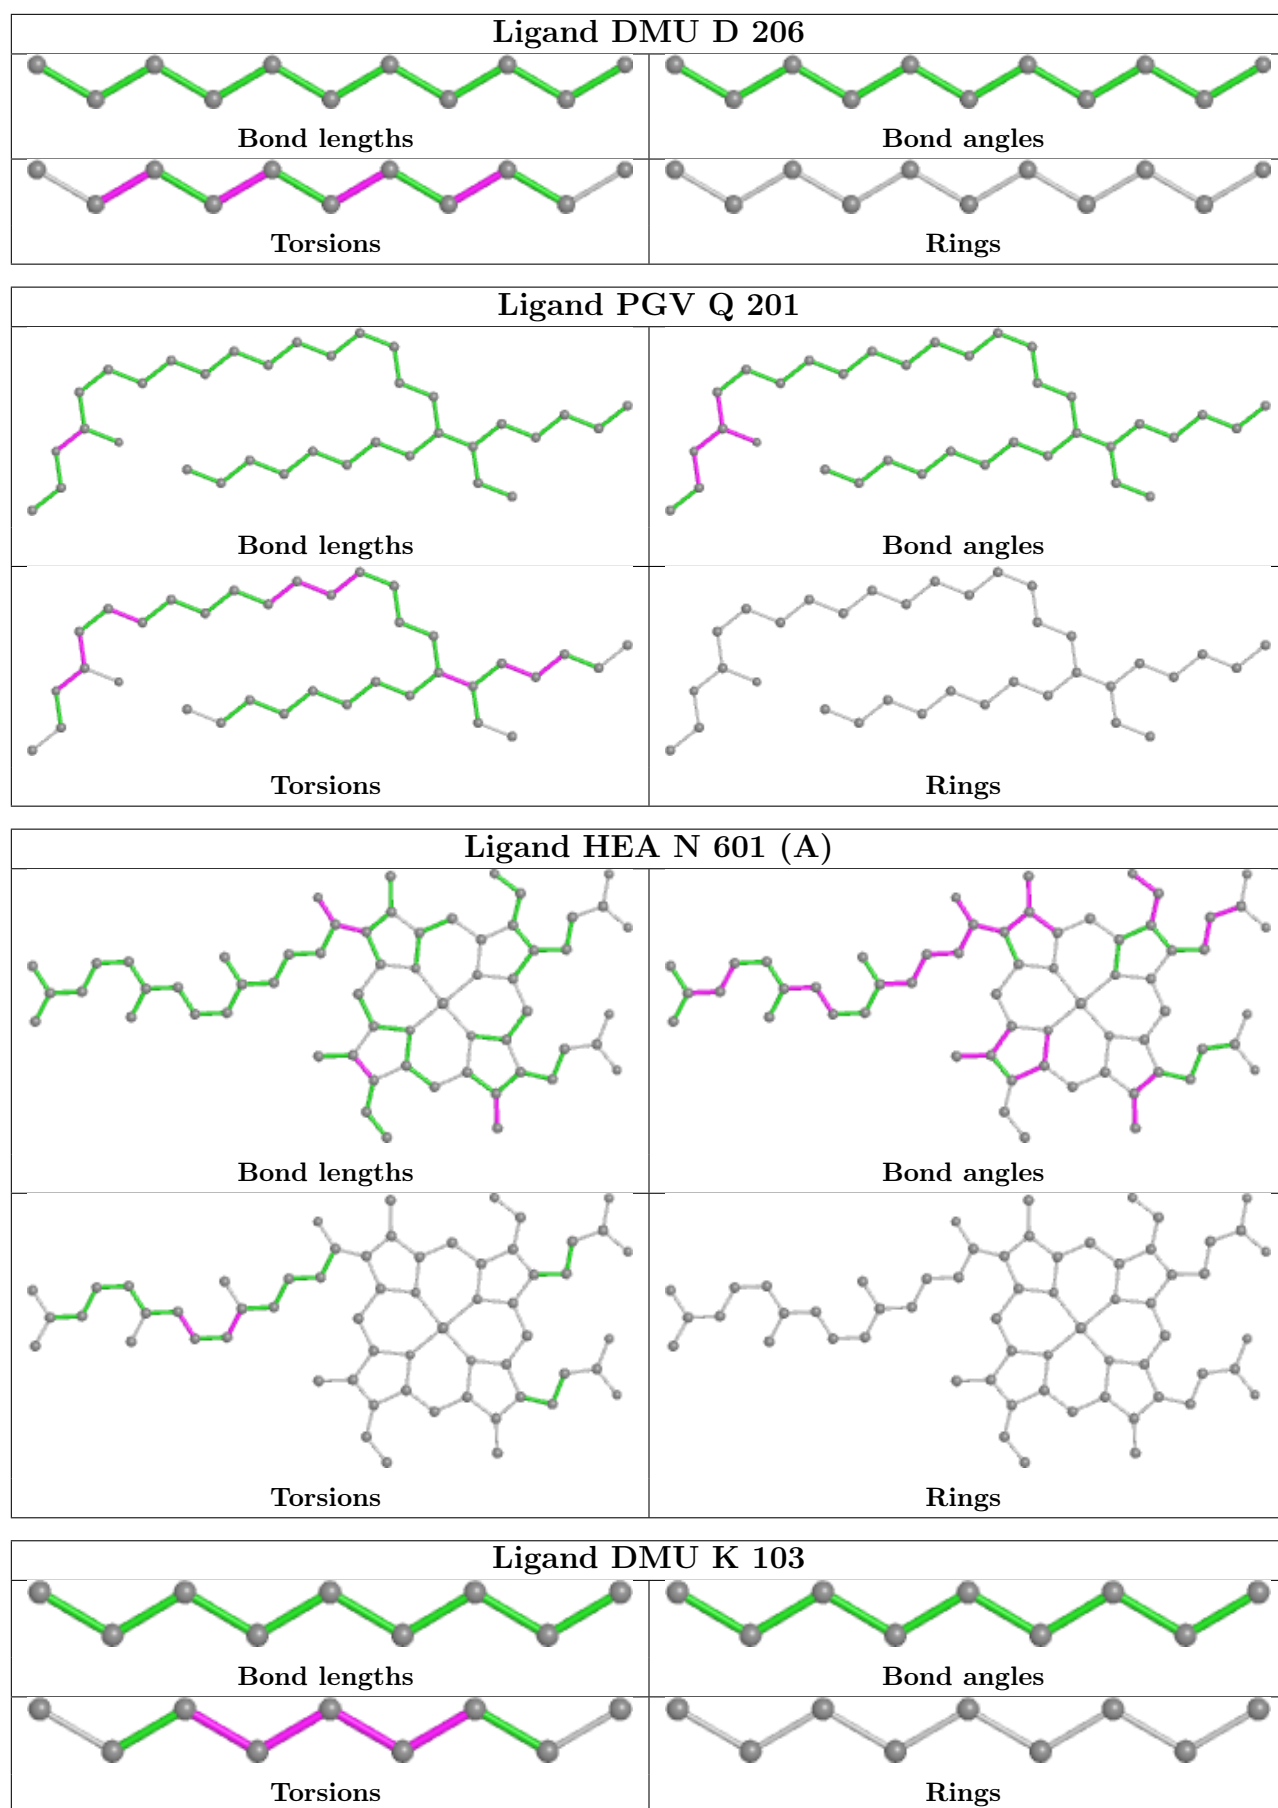 Ligand DMU D 206
Bond lengths
Bond angles
Torsions
Rings
Ligand PGV Q 201
Bond lengths
Bond angles
Torsions
Rings
Ligand HEA N 601 (A)
Bond lengths
Bond angles
Torsions
Rings
Ligand DMU K 103
Bond lengths
Bond angles
Torsions
Rings